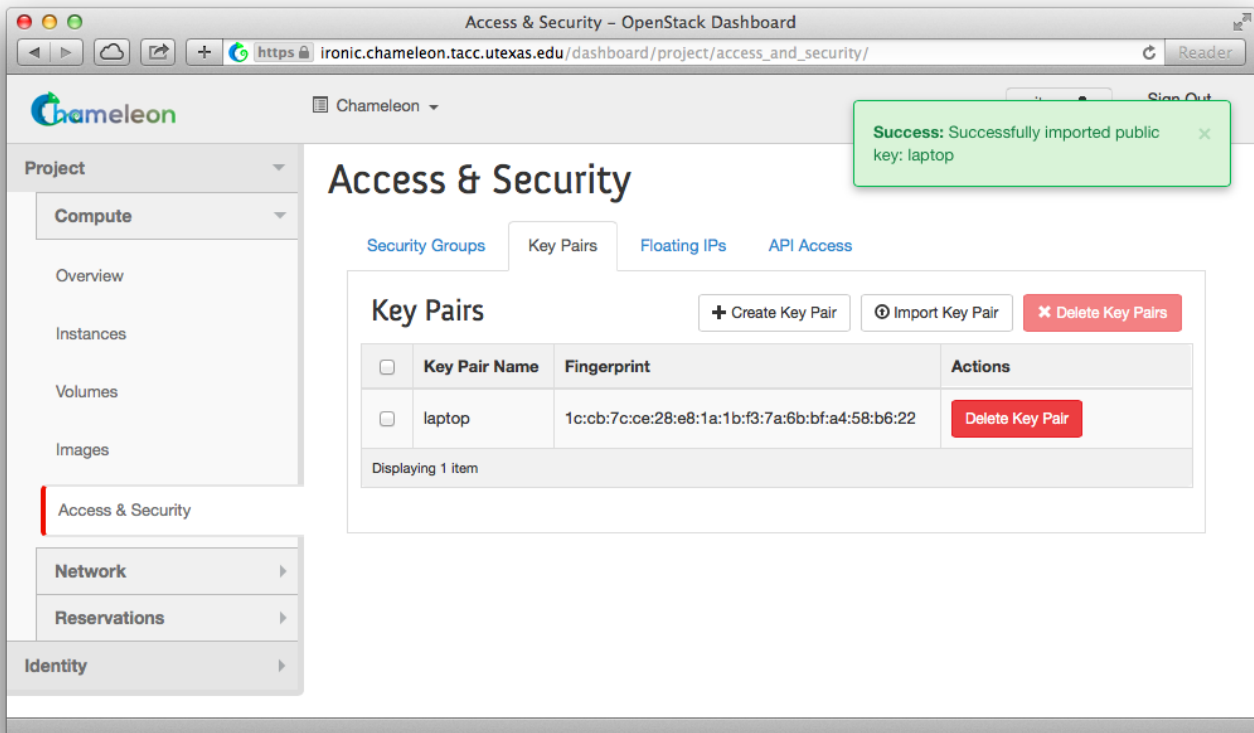 Access & Security – OpenStack Dashboard
https ironic.chameleon.tacc.utexas.edu/dashboard/project/access_and_security/
Reader
Chameleon
Chameleon
Sign Out
Success: Successfully imported public
key: laptop
×
Project
Compute
Overview
Instances
Volumes
Images
Access & Security
Network
Reservations
Identity
Access & Security
Security Groups
Key Pairs
Floating IPs
API Access
Key Pairs
+ Create Key Pair
Import Key Pair
Delete Key Pairs
Key Pair Name Fingerprint Actions
laptop 1c:cb:7c:ce:28:e8:1a:1b:f3:7a:6b:bf:a4:58:b6:22 Delete Key Pair
Displaying 1 item